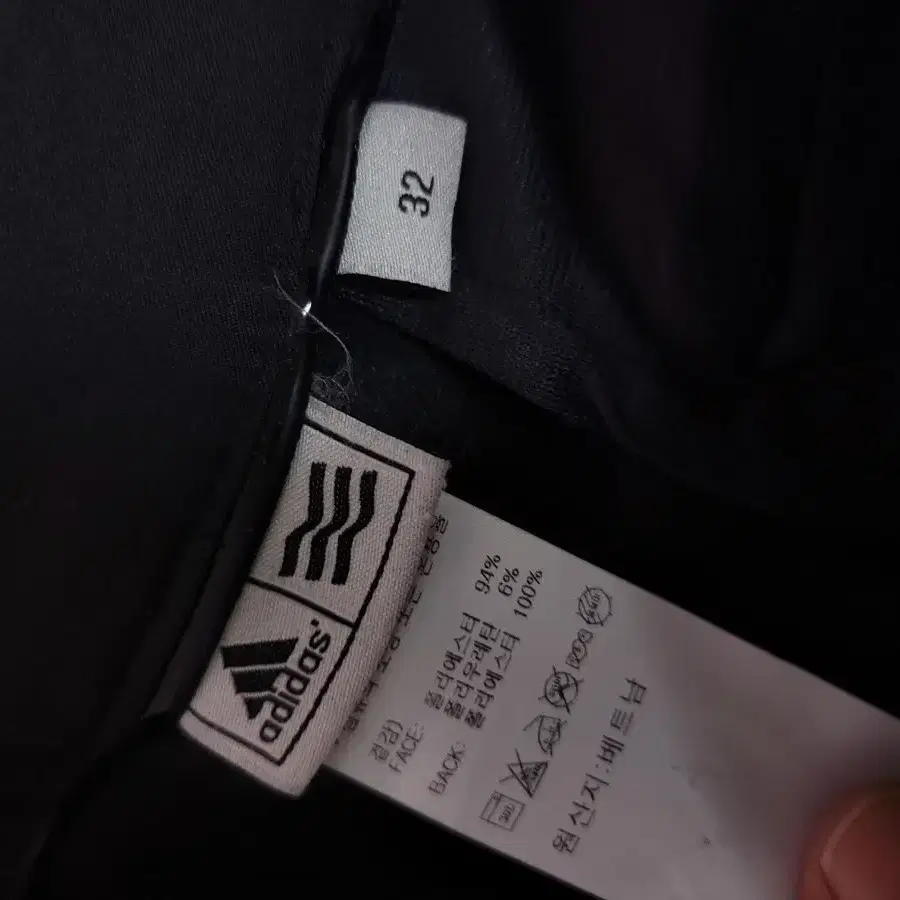 32
adidas
겉감)
FACE: 폴리에스터 94%
폴리우레탄 6%
BACK: 폴리에스터 100%
원산지:베트남